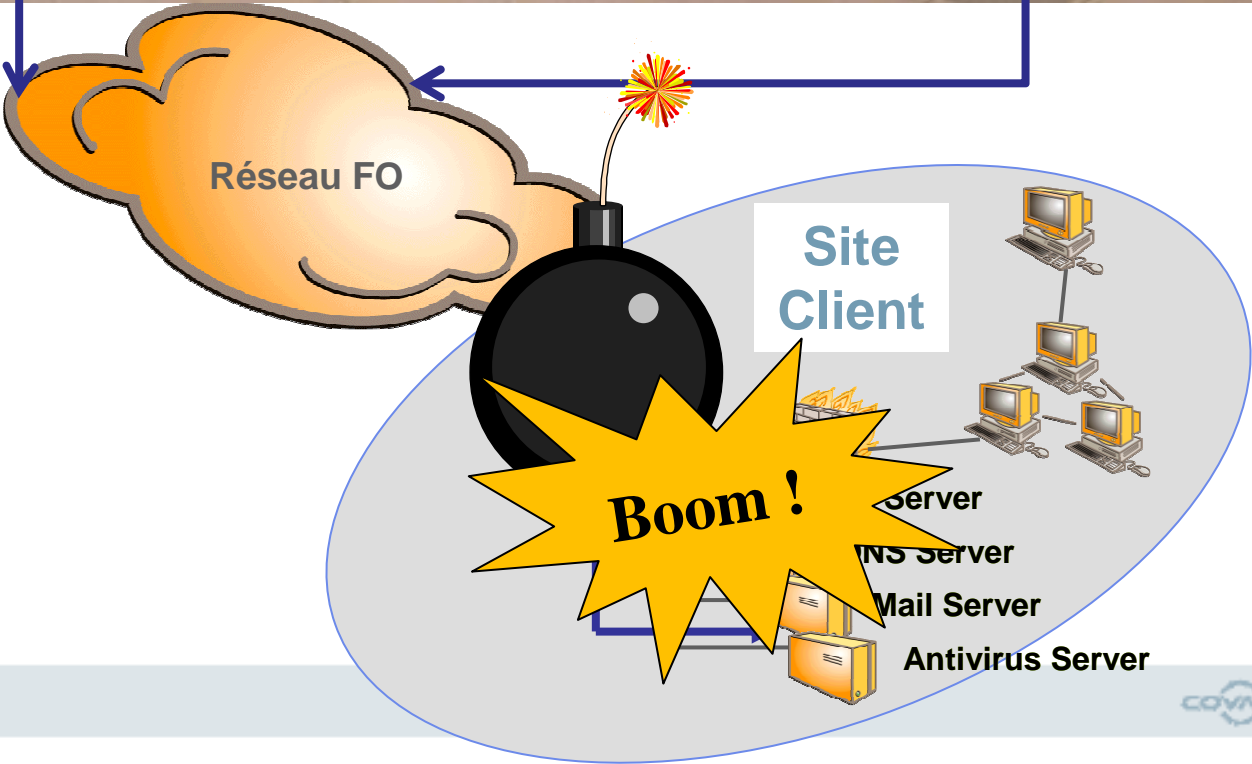 Réseau FO
Site
Client
Boom !
Server
NS Server
Mail Server
Antivirus Server